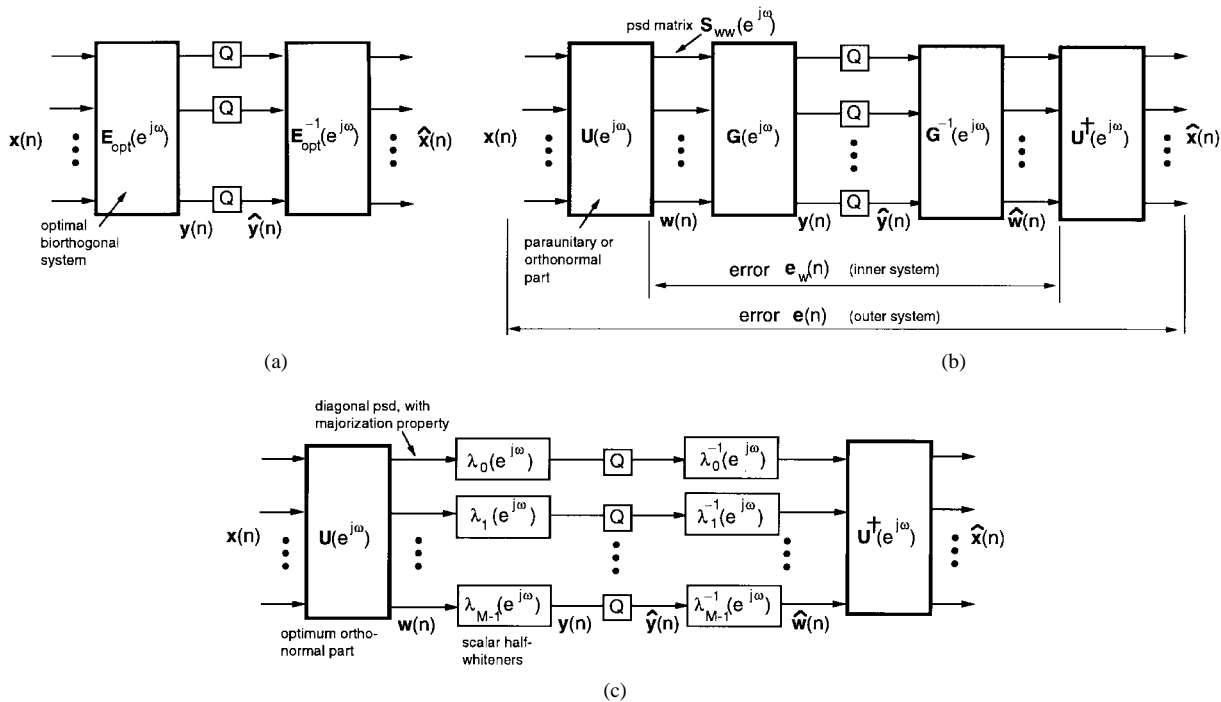 Q
E_opt(e^jω)
Q
E_opt^-1(e^jω)
x(n)
x̂(n)
Q
optimal
biorthogonal
system
y(n)
ŷ(n)
(a)
psd matrix S_ww(e^jω)
Q
x(n)
U(e^jω)
G(e^jω)
Q
G^-1(e^jω)
U^†(e^jω)
x̂(n)
Q
w(n)
y(n)
ŷ(n)
ŵ(n)
paraunitary or
orthonormal
part
error e_w(n) (inner system)
error e(n) (outer system)
(b)
diagonal psd, with
majorization property
λ_0(e^jω)
Q
λ_0^-1(e^jω)
x(n)
U(e^jω)
λ_1(e^jω)
Q
λ_1^-1(e^jω)
U^†(e^jω)
x̂(n)
λ_M-1(e^jω)
Q
λ_M-1^-1(e^jω)
w(n)
y(n)
ŷ(n)
ŵ(n)
optimum ortho-
normal part
scalar half-
whiteners
(c)